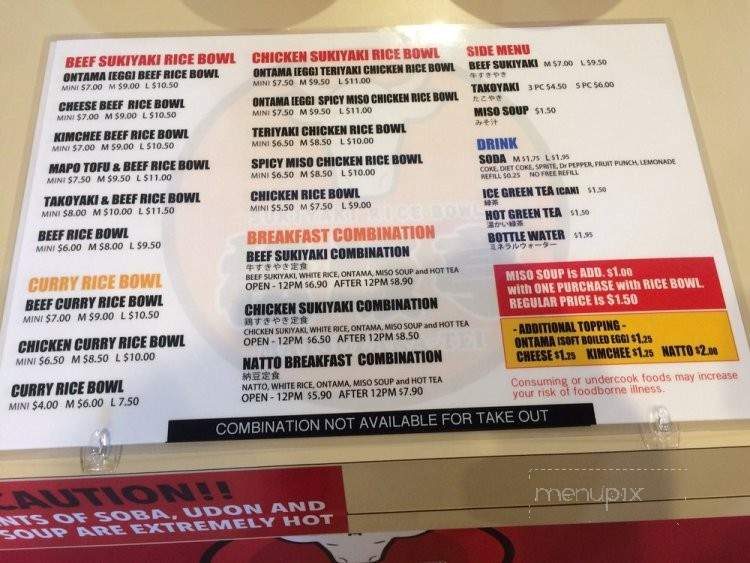 BEEF SUKIYAKI RICE BOWL
ONTAMA [EGG] BEEF RICE BOWL
MINI $7.00 M $9.00 L $10.50
CHEESE BEEF RICE BOWL
MINI $7.00 M $9.00 L $10.50
KIMCHEE BEEF RICE BOWL
MINI $7.00 M $9.00 L $10.50
MAPO TOFU & BEEF RICE BOWL
MINI $7.50 M $9.50 L $11.00
TAKOYAKI & BEEF RICE BOWL
MINI $8.00 M $10.00 L $11.50
BEEF RICE BOWL
MINI $6.00 M $8.00 L $9.50
CURRY RICE BOWL
BEEF CURRY RICE BOWL
MINI $7.00 M $9.00 L $10.50
CHICKEN CURRY RICE BOWL
MINI $6.50 M $8.50 L $10.00
CURRY RICE BOWL
MINI $4.00 M $6.00 L 7.50
CHICKEN SUKIYAKI RICE BOWL
ONTAMA [EGG] TERIYAKI CHICKEN RICE BOWL
MINI $7.50 M $9.50 L $11.00
ONTAMA [EGG] SPICY MISO CHICKEN RICE BOWL
MINI $7.50 M $9.50 L $11.00
TERIYAKI CHICKEN RICE BOWL
MINI $6.50 M $8.50 L $10.00
SPICY MISO CHICKEN RICE BOWL
MINI $6.50 M $8.50 L $10.00
CHICKEN RICE BOWL
MINI $5.50 M $7.50 L $9.00
BREAKFAST COMBINATION
BEEF SUKIYAKI COMBINATION
牛すきやき定食
BEEF SUKIYAKI, WHITE RICE, ONTAMA, MISO SOUP and HOT TEA
OPEN - 12PM $6.90 AFTER 12PM $8.90
CHICKEN SUKIYAKI COMBINATION
鶏すきやき定食
CHICKEN SUKIYAKI, WHITE RICE, ONTAMA, MISO SOUP and HOT TEA
OPEN - 12PM $6.50 AFTER 12PM $8.50
NATTO BREAKFAST COMBINATION
納豆定食
NATTO, WHITE RICE, ONTAMA, MISO SOUP and HOT TEA
OPEN - 12PM $5.90 AFTER 12PM $7.90
SIDE MENU
BEEF SUKIYAKI M $7.00 L $9.50
牛すきやき
TAKOYAKI 3 PC $4.50 5 PC $6.00
たこやき
MISO SOUP $1.50
みそ汁
DRINK
SODA M $1.75 L $1.95
COKE, DIET COKE, SPRITE, Dr PEPPER, FRUIT PUNCH, LEMONADE
REFILL $0.25 NO FREE REFILL
ICE GREEN TEA [CAN] $1.50
緑茶
HOT GREEN TEA $1.50
温かい緑茶
BOTTLE WATER $1.95
ミネラルウォーター
MISO SOUP is ADD. $1.00
with ONE PURCHASE with RICE BOWL.
REGULAR PRICE is $1.50
- ADDITIONAL TOPPING -
ONTAMA [SOFT BOILED EGG] $1.25
CHEESE $1.25 KIMCHEE $1.25 NATTO $2.00
Consuming or undercook foods may increase
your risk of foodborne illness.
COMBINATION NOT AVAILABLE FOR TAKE OUT
CAUTION!!
NTS OF SOBA, UDON AND
SOUP ARE EXTREMELY HOT
menupix